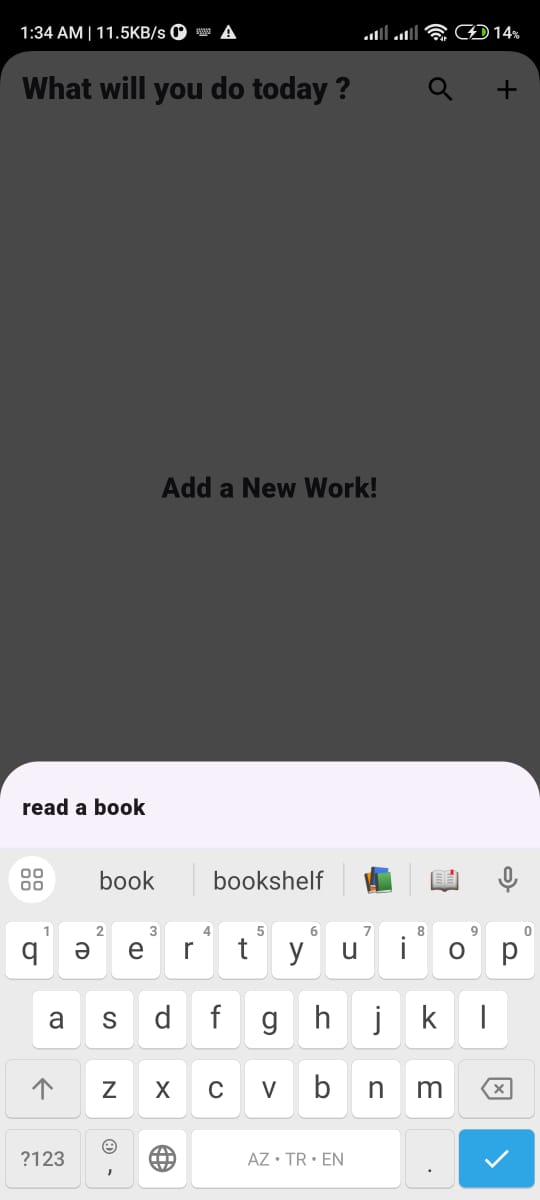 1:34 AM | 11.5KB/s 14%
What will you do today ?
Add a New Work!
read a book
book bookshelf
q 1 ə 2 e 3 r 4 t 5 y 6 u 7 i 8 o 9 p 0
a s d f g h j k l
z x c v b n m
?123 , AZ • TR • EN .